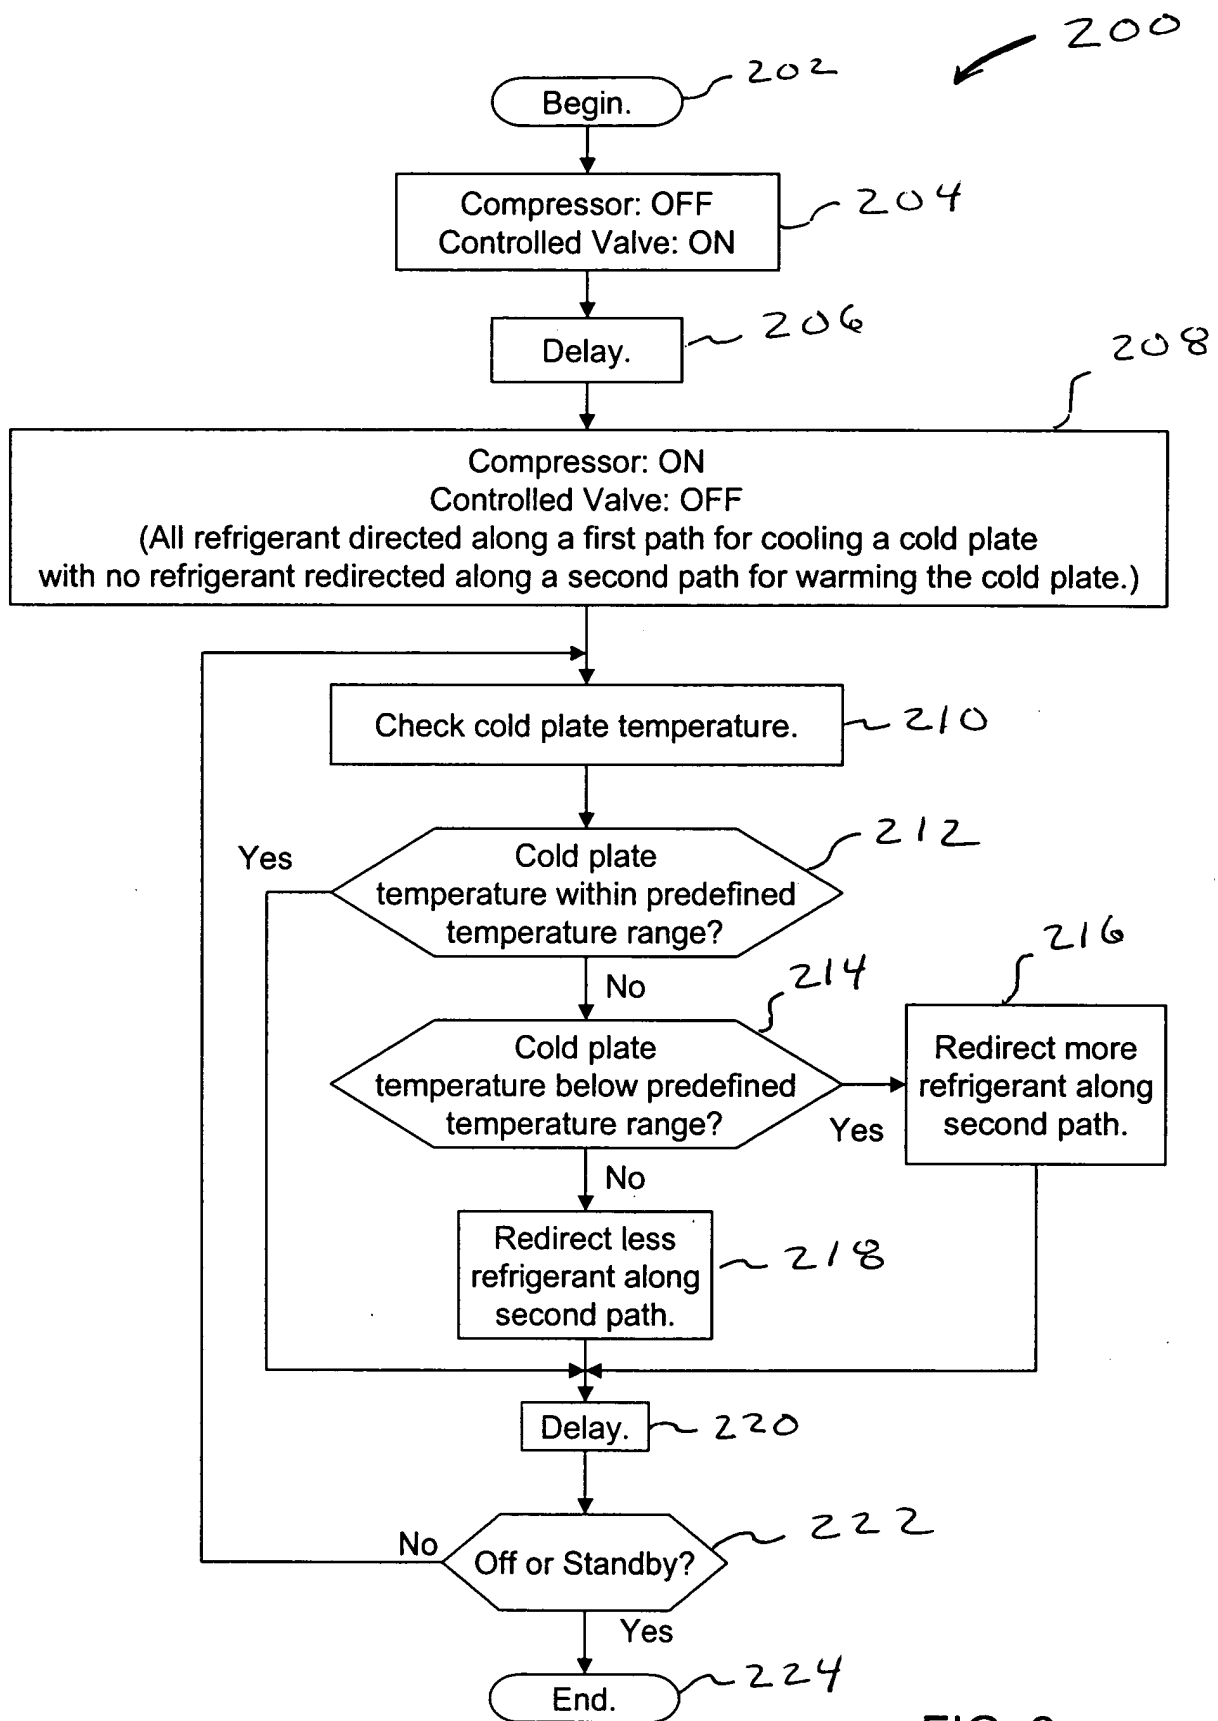 200
202
Begin.
Compressor: OFF
Controlled Valve: ON
204
206
Delay.
208
Compressor: ON
Controlled Valve: OFF
(All refrigerant directed along a first path for cooling a cold plate
with no refrigerant redirected along a second path for warming the cold plate.)
Check cold plate temperature.
210
212
Yes
Cold plate
temperature within predefined
temperature range?
No
214
216
Cold plate
temperature below predefined
temperature range?
Yes
Redirect more
refrigerant along
second path.
No
Redirect less
refrigerant along
second path.
218
Delay.
220
222
No
Off or Standby?
Yes
224
End.